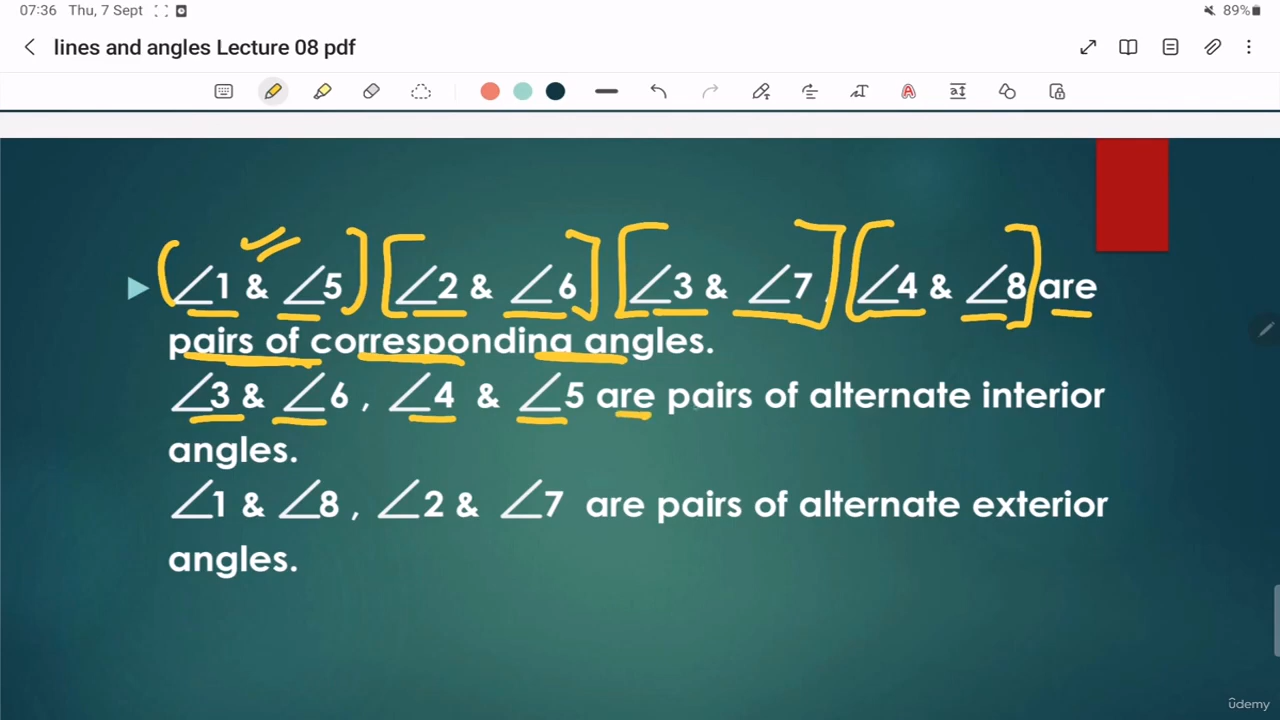 07:36 Thu, 7 Sept 89%
lines and angles Lecture 08 pdf
∠1 & ∠5 ∠2 & ∠6, ∠3 & ∠7, ∠4 & ∠8 are
pairs of corresponding angles.
∠3 & ∠6 , ∠4 & ∠5 are pairs of alternate interior
angles.
∠1 & ∠8 , ∠2 & ∠7 are pairs of alternate exterior
angles.
ûdemy